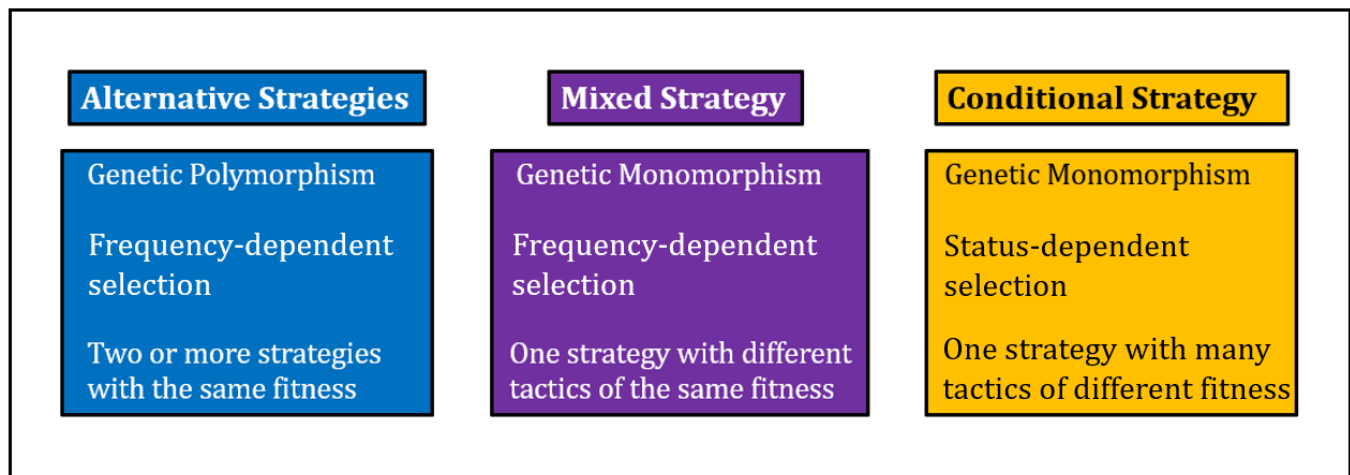 Alternative Strategies
Genetic Polymorphism
Frequency-dependent
selection
Two or more strategies
with the same fitness
Mixed Strategy
Genetic Monomorphism
Frequency-dependent
selection
One strategy with different
tactics of the same fitness
Conditional Strategy
Genetic Monomorphism
Status-dependent
selection
One strategy with many
tactics of different fitness